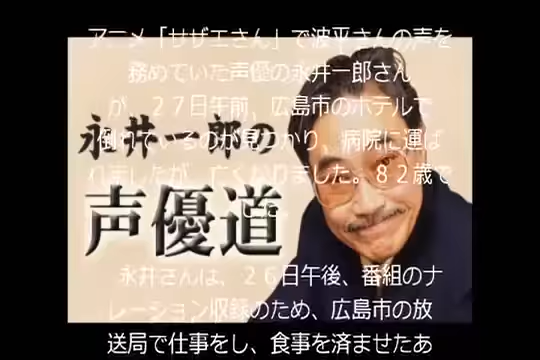 アニメ「サザエさん」で波平さんの声を
務めていた声優の永井一郎さん
が、２７日午前、広島市のホテルで
倒れているのが見つかり、病院に運ば
れましたが、亡くなりました。８２歳で
した。
永井一郎の
声優道
永井さんは、２６日午後、番組のナ
レーション収録のため、広島市の放
送局で仕事をし、食事を済ませたあ